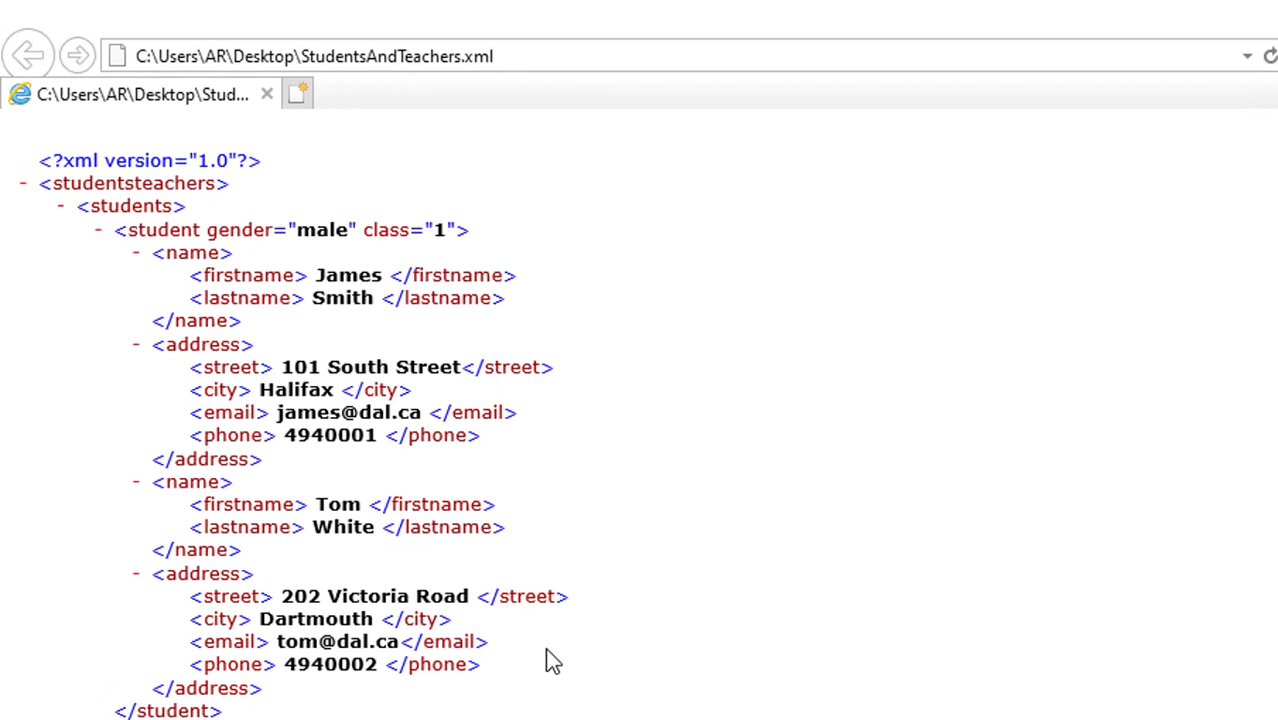 C:\Users\AR\Desktop\StudentsAndTeachers.xml
C:\Users\AR\Desktop\Stud...
<?xml version="1.0"?>
- <studentsteachers>
- <students>
- <student gender="male" class="1">
- <name>
<firstname> James </firstname>
<lastname> Smith </lastname>
</name>
- <address>
<street> 101 South Street</street>
<city> Halifax </city>
<email> james@dal.ca </email>
<phone> 4940001 </phone>
</address>
- <name>
<firstname> Tom </firstname>
<lastname> White </lastname>
</name>
- <address>
<street> 202 Victoria Road </street>
<city> Dartmouth </city>
<email> tom@dal.ca</email>
<phone> 4940002 </phone>
</address>
</student>